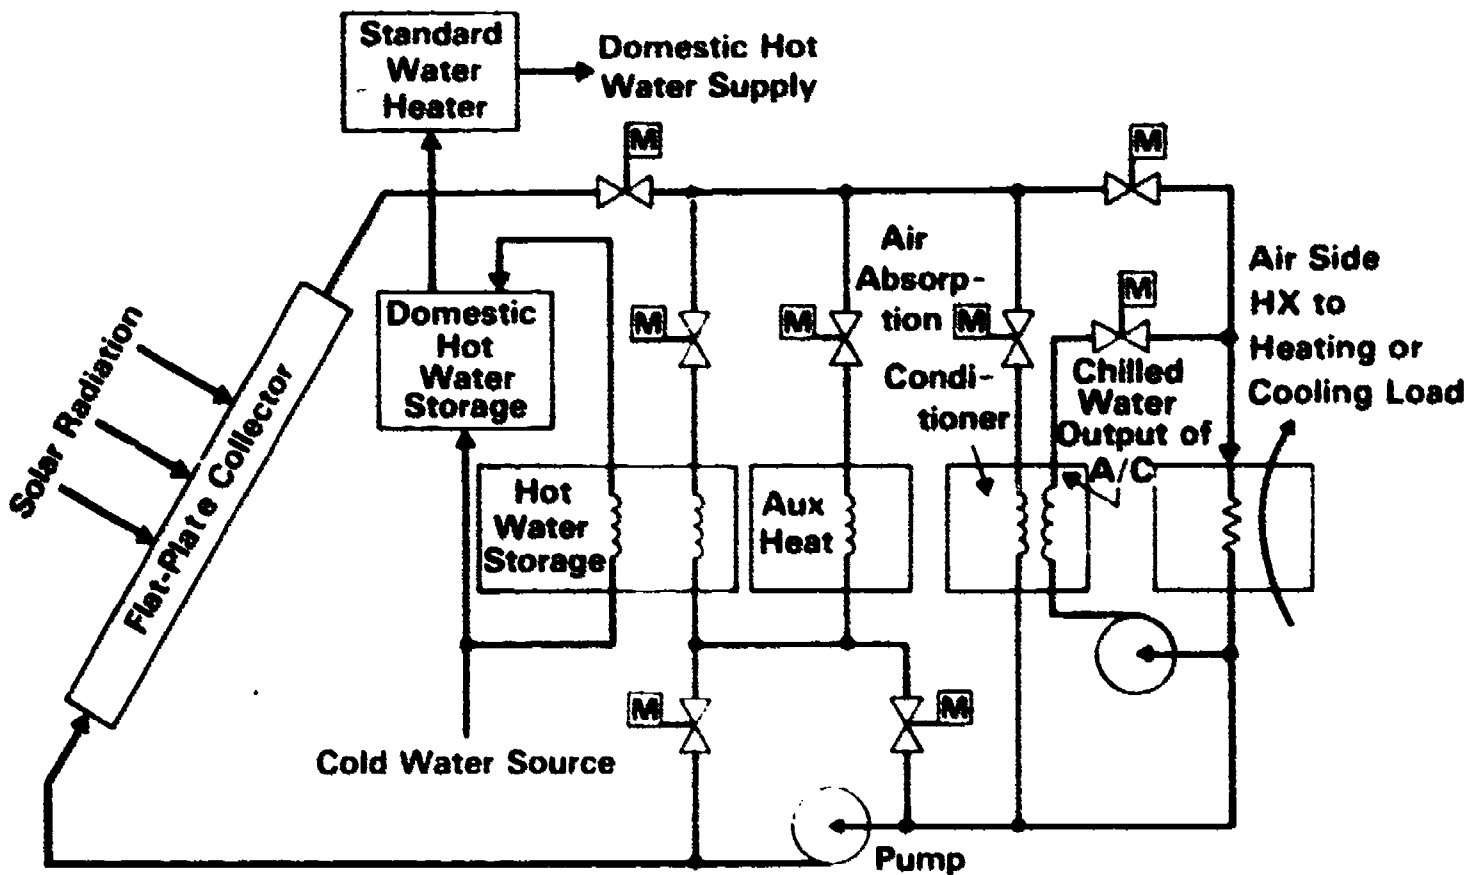 Standard
Water
Heater
Domestic Hot
Water Supply
M
M
Air
Absorp-
tion
Condi-
tioner
Air Side
HX to
Heating or
Cooling Load
M
M
M
M
Chilled
Water
Output of
A/C
Domestic
Hot
Water
Storage
Solar Radiation
Flat-Plate Collector
Hot
Water
Storage
Aux
Heat
M
M
Cold Water Source
Pump